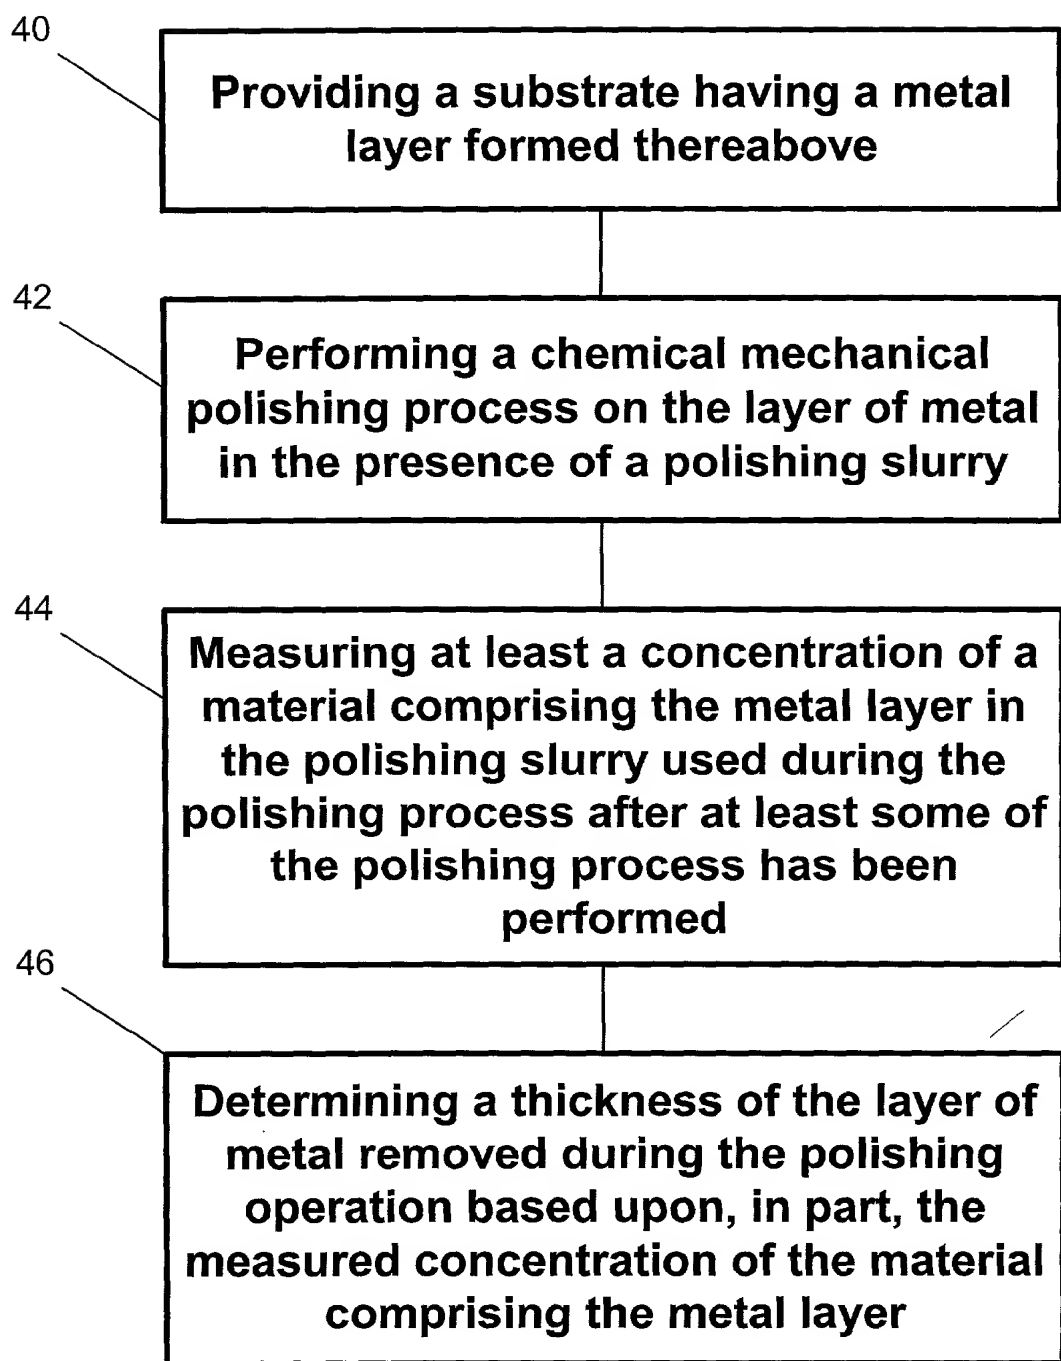 40
Providing a substrate having a metal
layer formed thereabove
42
Performing a chemical mechanical
polishing process on the layer of metal
in the presence of a polishing slurry
44
Measuring at least a concentration of a
material comprising the metal layer in
the polishing slurry used during the
polishing process after at least some of
the polishing process has been
performed
46
Determining a thickness of the layer of
metal removed during the polishing
operation based upon, in part, the
measured concentration of the material
comprising the metal layer